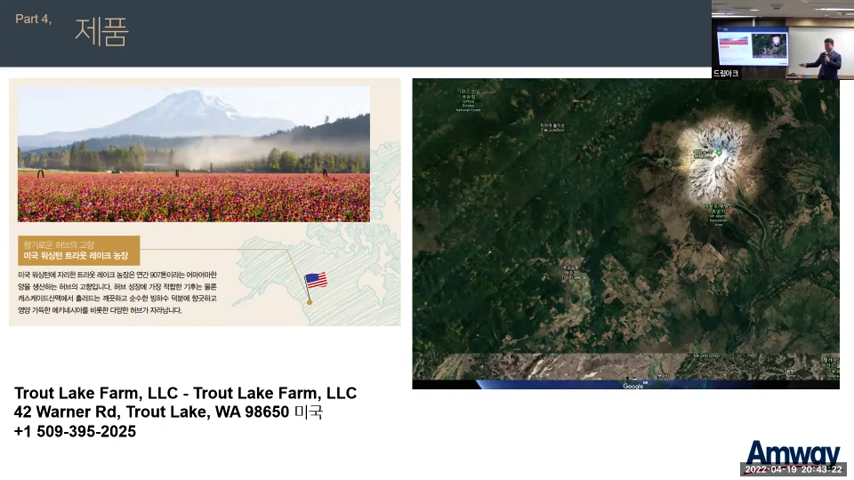 Part 4,
제품
드림아크
향기로운 허브의 고향
미국 워싱턴 트라웃 레이크 농장
미국 워싱턴에 자리한 트라웃 레이크 농장은 연간 907톤이라는 어마어마한
양을 생산하는 허브의 고향입니다. 허브 성장에 가장 적합한 기후는 물론
캐스케이드산맥에서 흘러드는 깨끗하고 순수한 빙하수 덕분에 향긋하고
영양 가득한 에키네시아를 비롯한 다양한 허브가 자라납니다.
Google
Trout Lake Farm, LLC - Trout Lake Farm, LLC
42 Warner Rd, Trout Lake, WA 98650 미국
+1 509-395-2025
Amway
2022-04-19 20:43:22